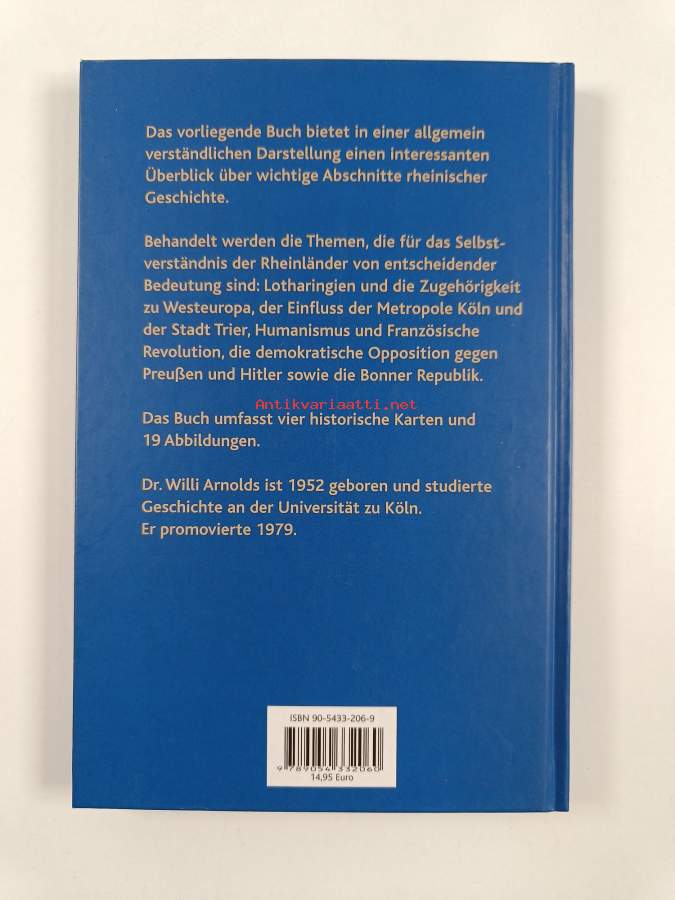 Das vorliegende Buch bietet in einer allgemein
verständlichen Darstellung einen interessanten
Überblick über wichtige Abschnitte rheinischer
Geschichte.
Behandelt werden die Themen, die für das Selbst-
verständnis der Rheinländer von entscheidender
Bedeutung sind: Lotharingien und die Zugehörigkeit
zu Westeuropa, der Einfluss der Metropole Köln und
der Stadt Trier, Humanismus und Französische
Revolution, die demokratische Opposition gegen
Preußen und Hitler sowie die Bonner Republik.
Antikvariaatti.net
Das Buch umfasst vier historische Karten und
19 Abbildungen.
Dr. Willi Arnolds ist 1952 geboren und studierte
Geschichte an der Universität zu Köln.
Er promovierte 1979.
ISBN 90-5433-206-9
9 789054 332060
14,95 Euro